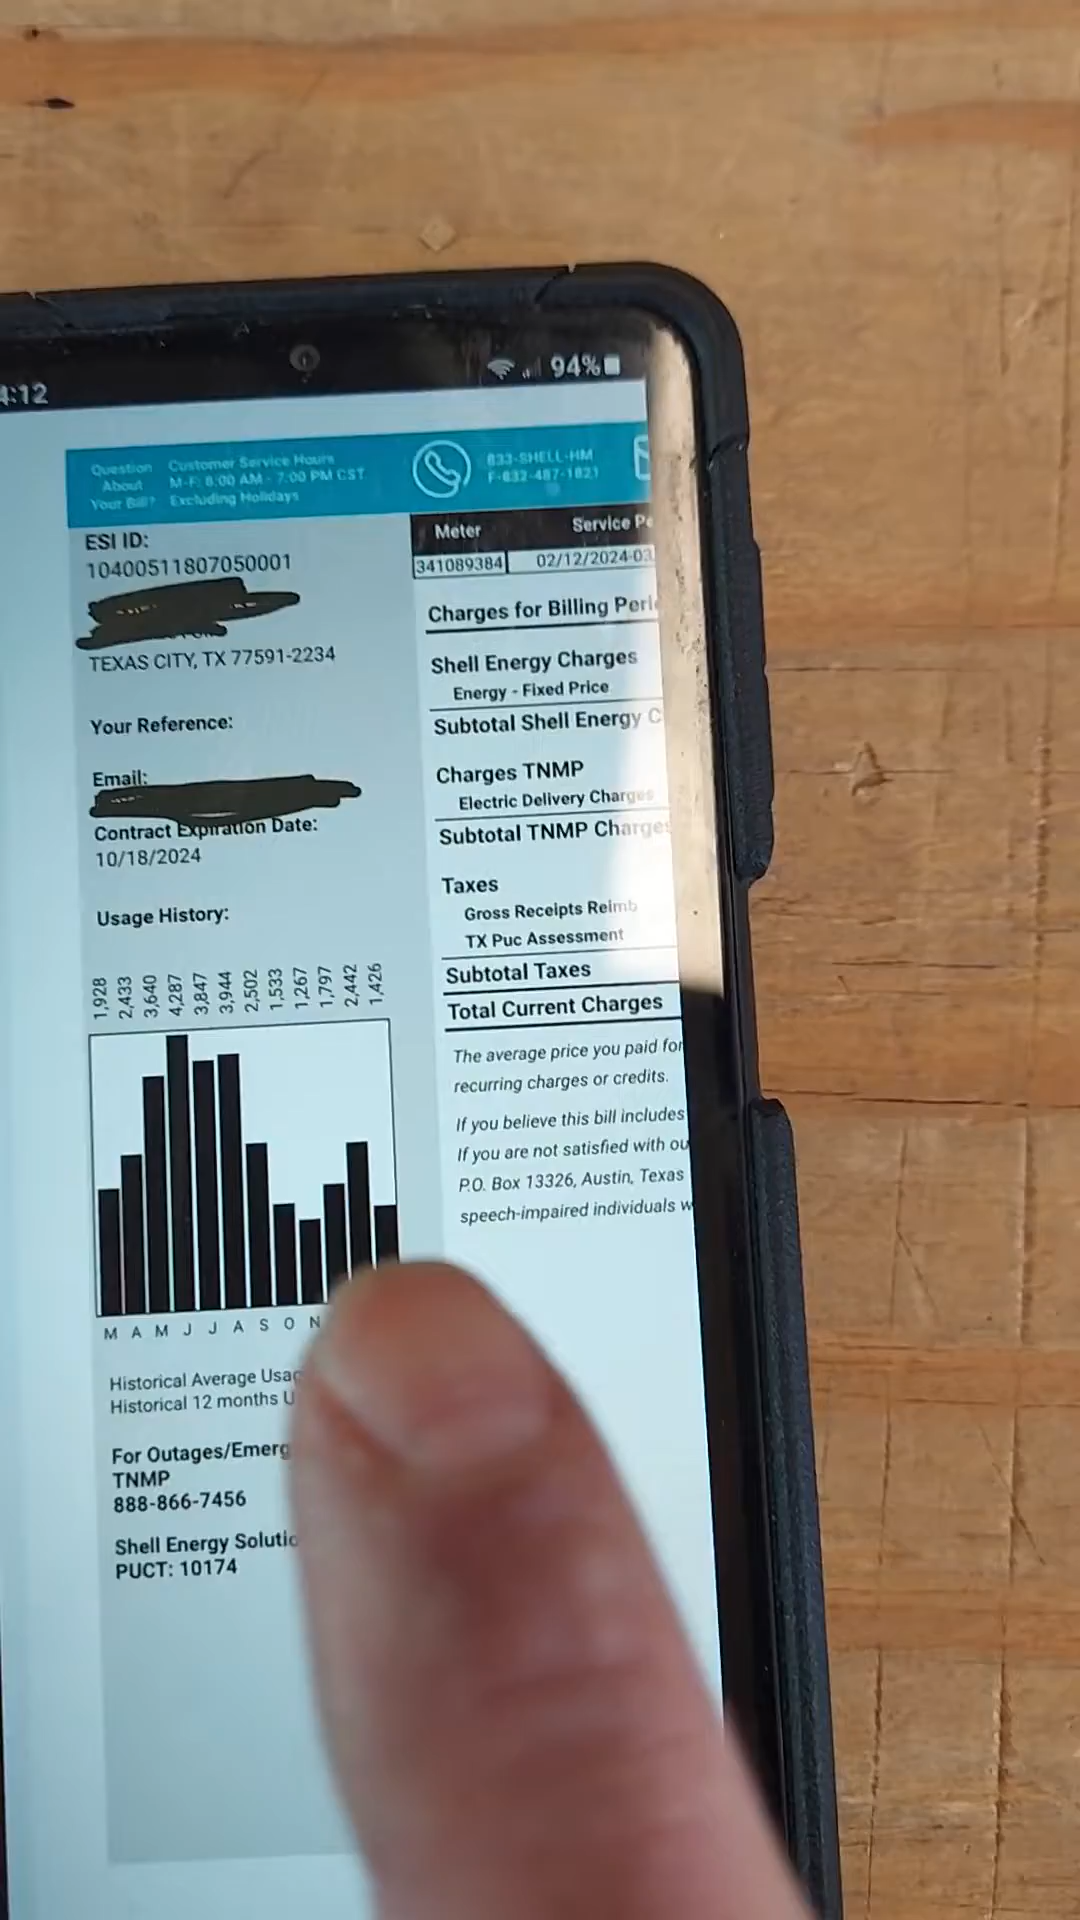 4:12
94%
Question About Your Bill?
Customer Service Hours
M-F: 8:00 AM - 7:00 PM CST
Excluding Holidays
833-SHELL-HM
F-832-487-1821
ESI ID:
10400511807050001
TEXAS CITY, TX 77591-2234
Your Reference:
Email:
Contract Expiration Date:
10/18/2024
Usage History:
1,928
2,433
3,640
4,287
3,847
3,944
2,502
1,533
1,267
1,797
2,442
1,426
M A M J J A S O N
Historical Average
Historical 12 months
For
TNMP
888-866-7456
Shell Energy
PUCT: 10174
Meter Service
341089384 02/12/2024-03
Charges for Billing
Shell Energy Charges
Energy - Fixed Price
Subtotal Shell Energy
Charges TNMP
Electric Delivery Charges
Subtotal TNMP Charges
Taxes
Gross Receipts Reimb
TX Puc Assessment
Subtotal Taxes
Total Current Charges
The average price you paid for
recurring charges or credits.
If you believe this bill includes
If you are not satisfied with
P.O. Box 13326, Austin, Texas
speech-impaired individuals